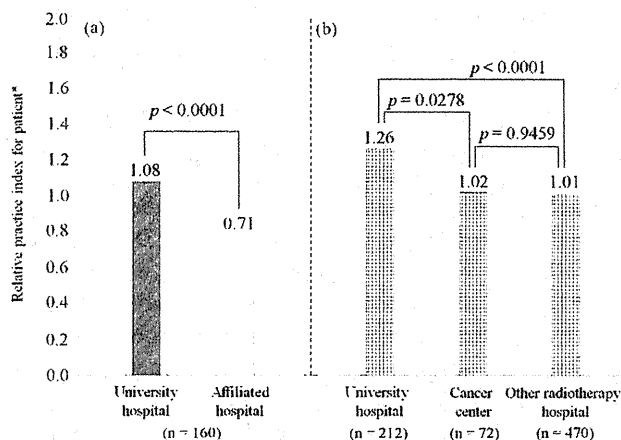 (a)
(b)
Relative practice index for patient*
2.0
1.8
1.6
1.4
1.2
1.0
0.8
0.6
0.4
0.2
0.0
p < 0.0001
1.08
0.71
University hospital
Affiliated hospital
(n = 160)
p < 0.0001
p = 0.0278
p = 0.9459
1.26
1.02
1.01
University hospital
(n = 212)
Cancer center
(n = 72)
Other radiotherapy hospital
(n = 470)